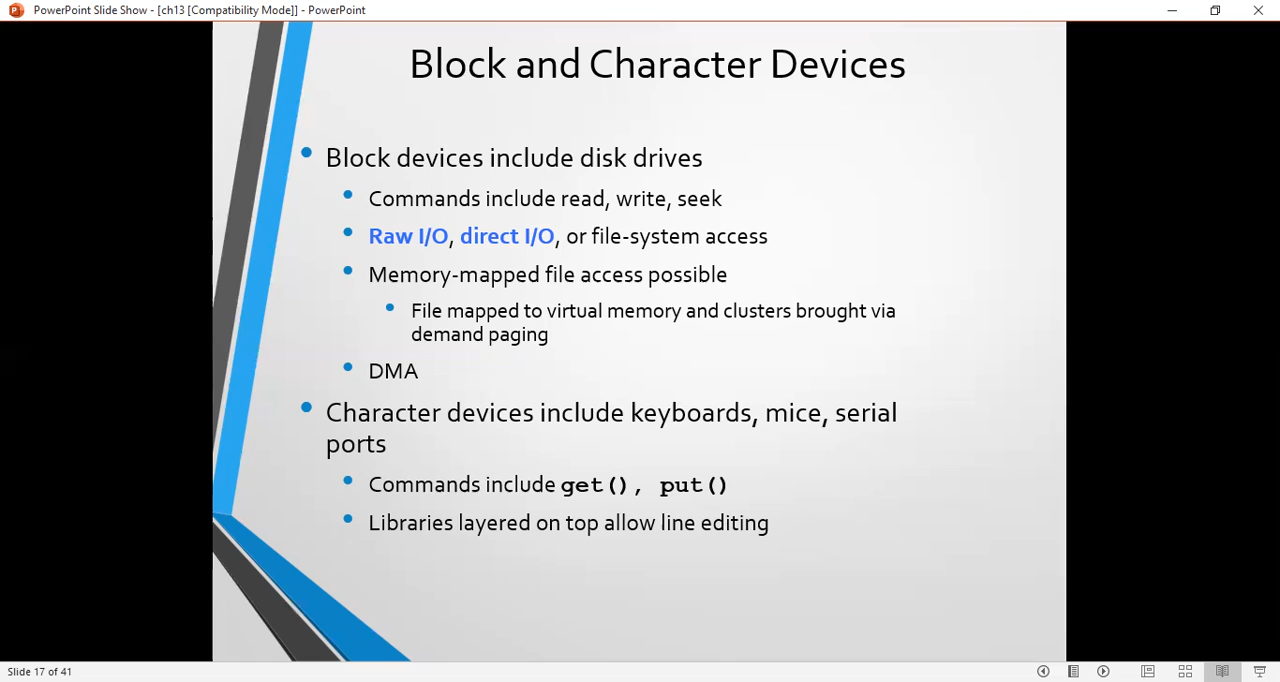 PowerPoint Slide Show - [ch13 [Compatibility Mode]] - PowerPoint
Block and Character Devices
Block devices include disk drives
Commands include read, write, seek
Raw I/O, direct I/O, or file-system access
Memory-mapped file access possible
File mapped to virtual memory and clusters brought via
demand paging
DMA
Character devices include keyboards, mice, serial
ports
Commands include get(), put()
Libraries layered on top allow line editing
Slide 17 of 41